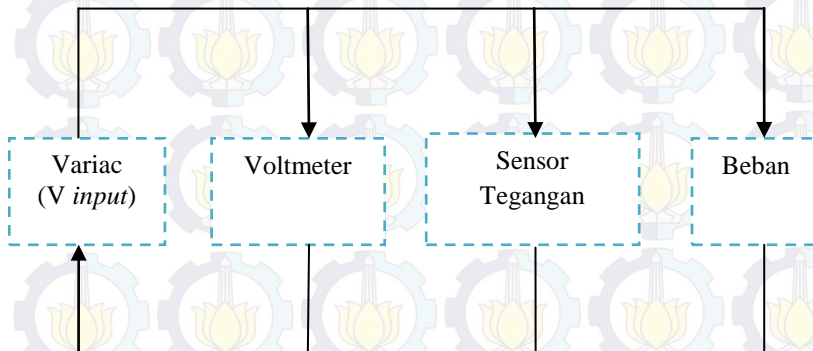 Variac
(V input)
Voltmeter
Sensor
Tegangan
Beban